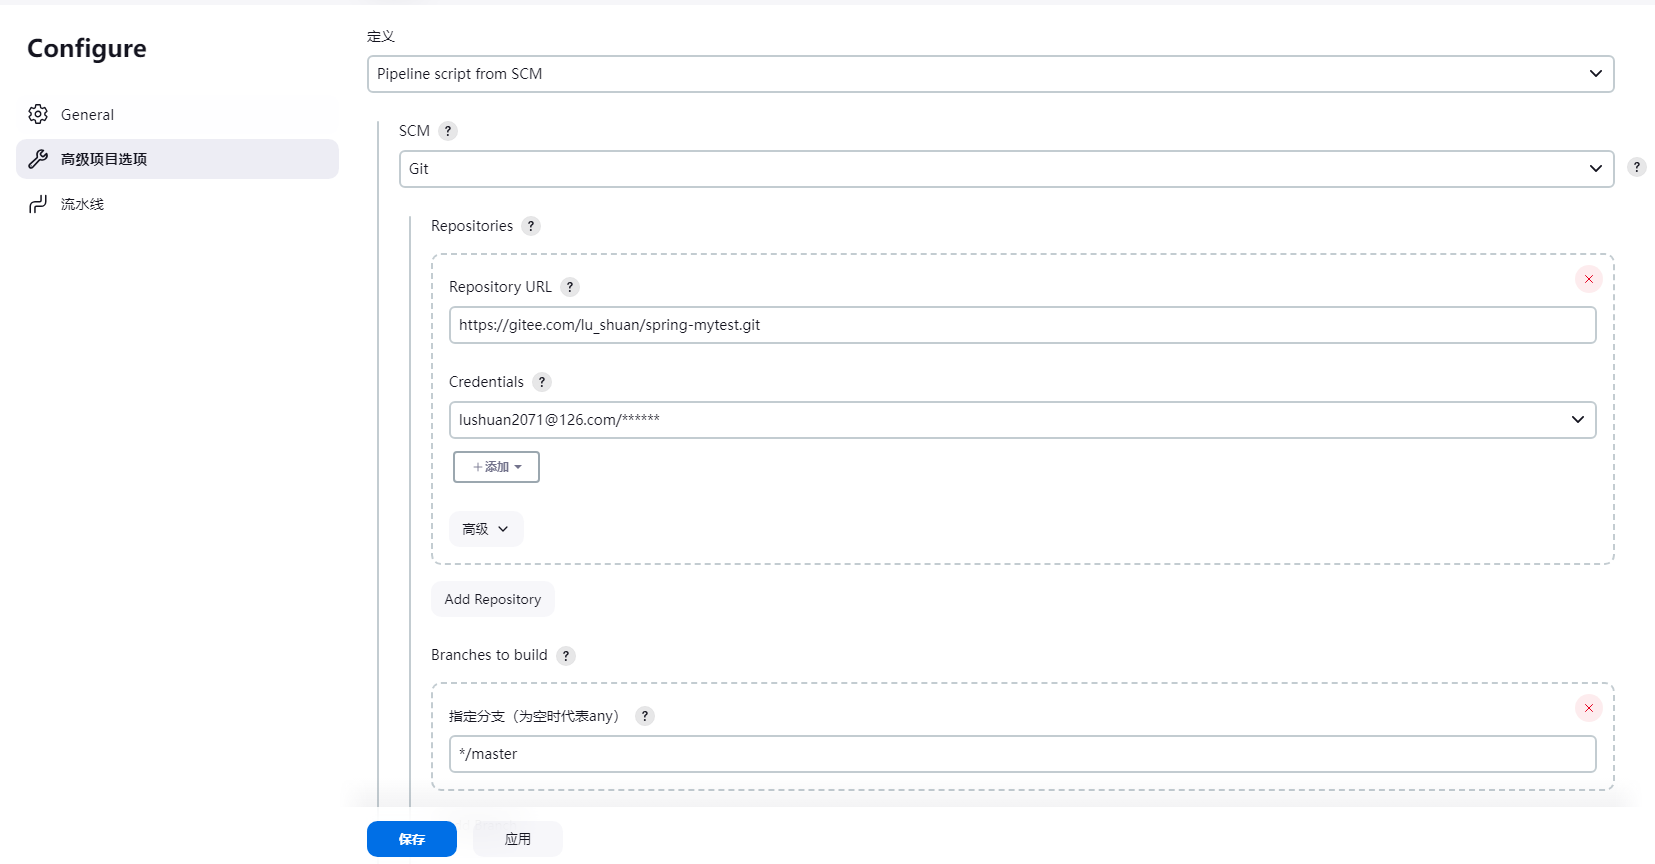 Configure
General
高级项目选项
流水线
定义
Pipeline script from SCM
SCM ?
Git
?
Repositories ?
Repository URL ?
https://gitee.com/lu_shuan/spring-mytest.git
Credentials ?
lushuan2071@126.com/******
+添加
高级
Add Repository
Branches to build ?
指定分支（为空时代表any） ?
*/master
保存
应用